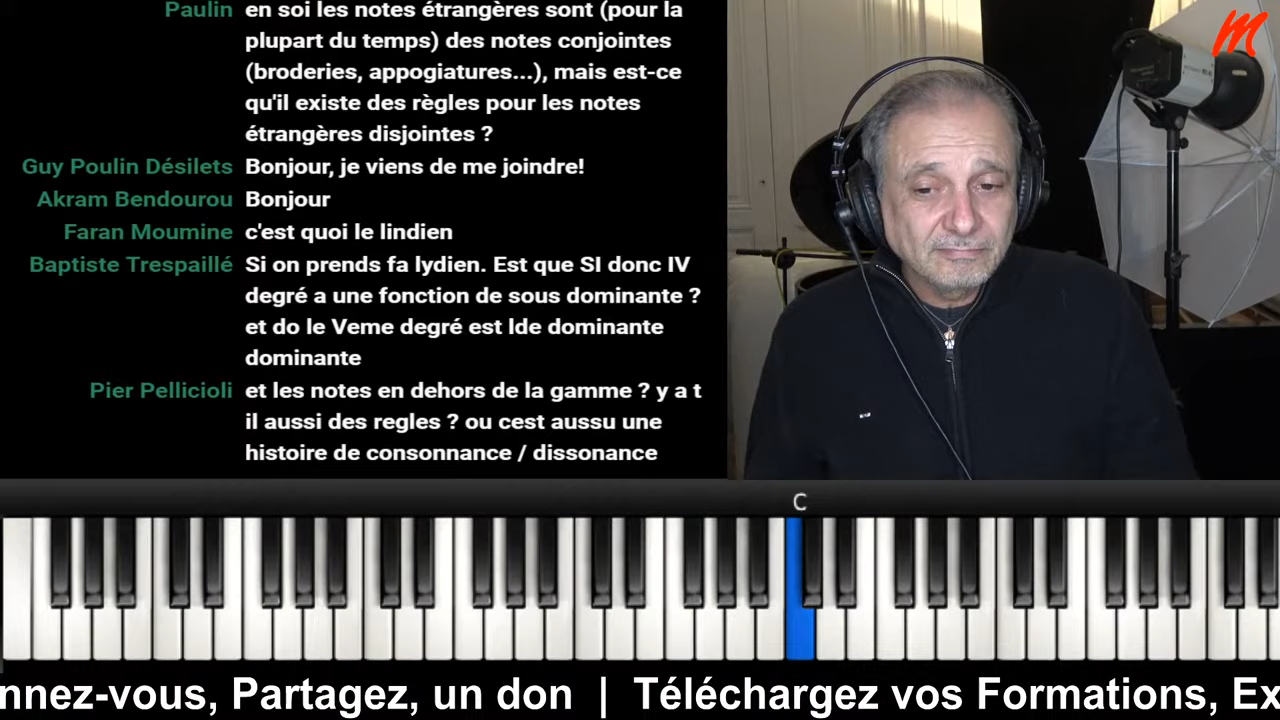 Paulin en soi les notes étrangères sont (pour la
plupart du temps) des notes conjointes
(broderies, appogiatures...), mais est-ce
qu'il existe des règles pour les notes
étrangères disjointes ?
Guy Poulin Désilets Bonjour, je viens de me joindre!
Akram Bendourou Bonjour
Faran Moumine c'est quoi le lindien
Baptiste Trespaillé Si on prends fa lydien. Est que SI donc IV
degré a une fonction de sous dominante ?
et do le Veme degré est lde dominante
dominante
Pier Pellicioli et les notes en dehors de la gamme ? y a t
il aussi des regles ? ou cest aussu une
histoire de consonnance / dissonance
M
C
nnez-vous, Partagez, un don | Téléchargez vos Formations, Ex